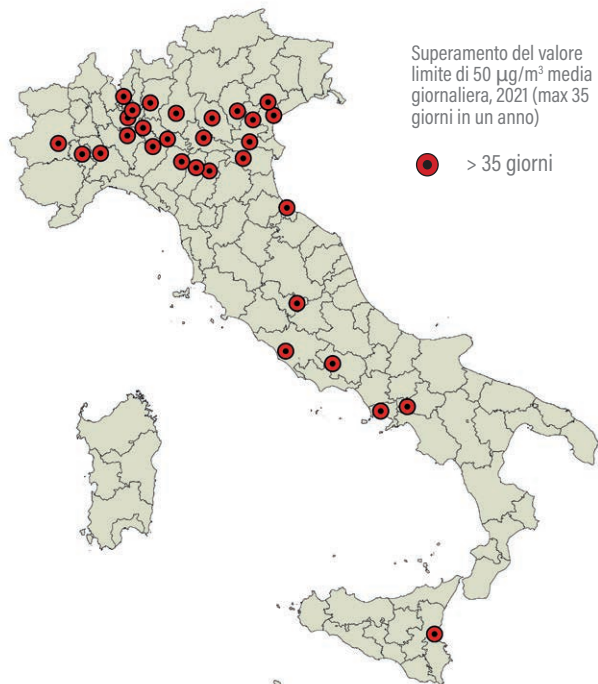 Superamento del valore
limite di 50 μg/m³ media
giornaliera, 2021 (max 35
giorni in un anno)
> 35 giorni